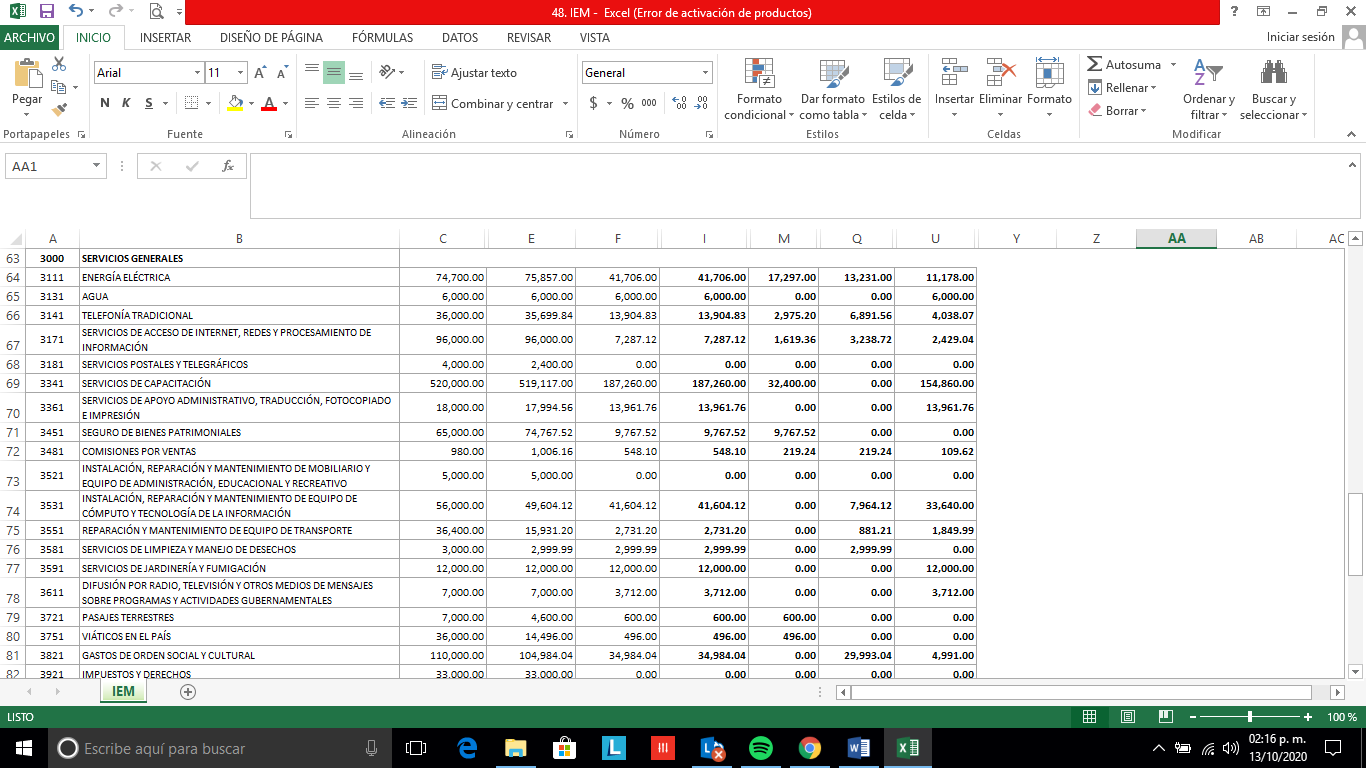 48. IEM - Excel (Error de activación de productos)
ARCHIVO INICIO INSERTAR DISEÑO DE PÁGINA FÓRMULAS DATOS REVISAR VISTA Iniciar sesión
Pegar
Portapapeles
Arial 11
N K S
Fuente
Ajustar texto
Combinar y centrar
Alineación
General
$ % 000
Número
Formato condicional
Dar formato como tabla
Estilos de celda
Estilos
Insertar Eliminar Formato
Celdas
Autosuma
Rellenar
Borrar
Ordenar y filtrar
Buscar y seleccionar
Modificar
AA1 fx
A B C E F I M Q U Y Z AA AB AC
63 3000 SERVICIOS GENERALES
64 3111 ENERGÍA ELÉCTRICA 74,700.00 75,857.00 41,706.00 41,706.00 17,297.00 13,231.00 11,178.00
65 3131 AGUA 6,000.00 6,000.00 6,000.00 6,000.00 0.00 0.00 6,000.00
66 3141 TELEFONÍA TRADICIONAL 36,000.00 35,699.84 13,904.83 13,904.83 2,975.20 6,891.56 4,038.07
67 3171 SERVICIOS DE ACCESO DE INTERNET, REDES Y PROCESAMIENTO DE
INFORMACIÓN 96,000.00 96,000.00 7,287.12 7,287.12 1,619.36 3,238.72 2,429.04
68 3181 SERVICIOS POSTALES Y TELEGRÁFICOS 4,000.00 2,400.00 0.00 0.00 0.00 0.00 0.00
69 3341 SERVICIOS DE CAPACITACIÓN 520,000.00 519,117.00 187,260.00 187,260.00 32,400.00 0.00 154,860.00
70 3361 SERVICIOS DE APOYO ADMINISTRATIVO, TRADUCCIÓN, FOTOCOPIADO
E IMPRESIÓN 18,000.00 17,994.56 13,961.76 13,961.76 0.00 0.00 13,961.76
71 3451 SEGURO DE BIENES PATRIMONIALES 65,000.00 74,767.52 9,767.52 9,767.52 9,767.52 0.00 0.00
72 3481 COMISIONES POR VENTAS 980.00 1,006.16 548.10 548.10 219.24 219.24 109.62
73 3521 INSTALACIÓN, REPARACIÓN Y MANTENIMIENTO DE MOBILIARIO Y
EQUIPO DE ADMINISTRACIÓN, EDUCACIONAL Y RECREATIVO 5,000.00 5,000.00 0.00 0.00 0.00 0.00 0.00
74 3531 INSTALACIÓN, REPARACIÓN Y MANTENIMIENTO DE EQUIPO DE
CÓMPUTO Y TECNOLOGÍA DE LA INFORMACIÓN 56,000.00 49,604.12 41,604.12 41,604.12 0.00 7,964.12 33,640.00
75 3551 REPARACIÓN Y MANTENIMIENTO DE EQUIPO DE TRANSPORTE 36,400.00 15,931.20 2,731.20 2,731.20 0.00 881.21 1,849.99
76 3581 SERVICIOS DE LIMPIEZA Y MANEJO DE DESECHOS 3,000.00 2,999.99 2,999.99 2,999.99 0.00 2,999.99 0.00
77 3591 SERVICIOS DE JARDINERÍA Y FUMIGACIÓN 12,000.00 12,000.00 12,000.00 12,000.00 0.00 0.00 12,000.00
78 3611 DIFUSIÓN POR RADIO, TELEVISIÓN Y OTROS MEDIOS DE MENSAJES
SOBRE PROGRAMAS Y ACTIVIDADES GUBERNAMENTALES 7,000.00 7,000.00 3,712.00 3,712.00 0.00 0.00 3,712.00
79 3721 PASAJES TERRESTRES 7,000.00 4,600.00 600.00 600.00 600.00 0.00 0.00
80 3751 VIÁTICOS EN EL PAÍS 36,000.00 14,496.00 496.00 496.00 496.00 0.00 0.00
81 3821 GASTOS DE ORDEN SOCIAL Y CULTURAL 110,000.00 104,984.04 34,984.04 34,984.04 0.00 29,993.04 4,991.00
82 3921 IMPUESTOS Y DERECHOS 33,000.00 33,000.00 0.00 0.00 0.00 0.00 0.00
IEM
LISTO 100 %
Escribe aquí para buscar
02:16 p. m.
13/10/2020